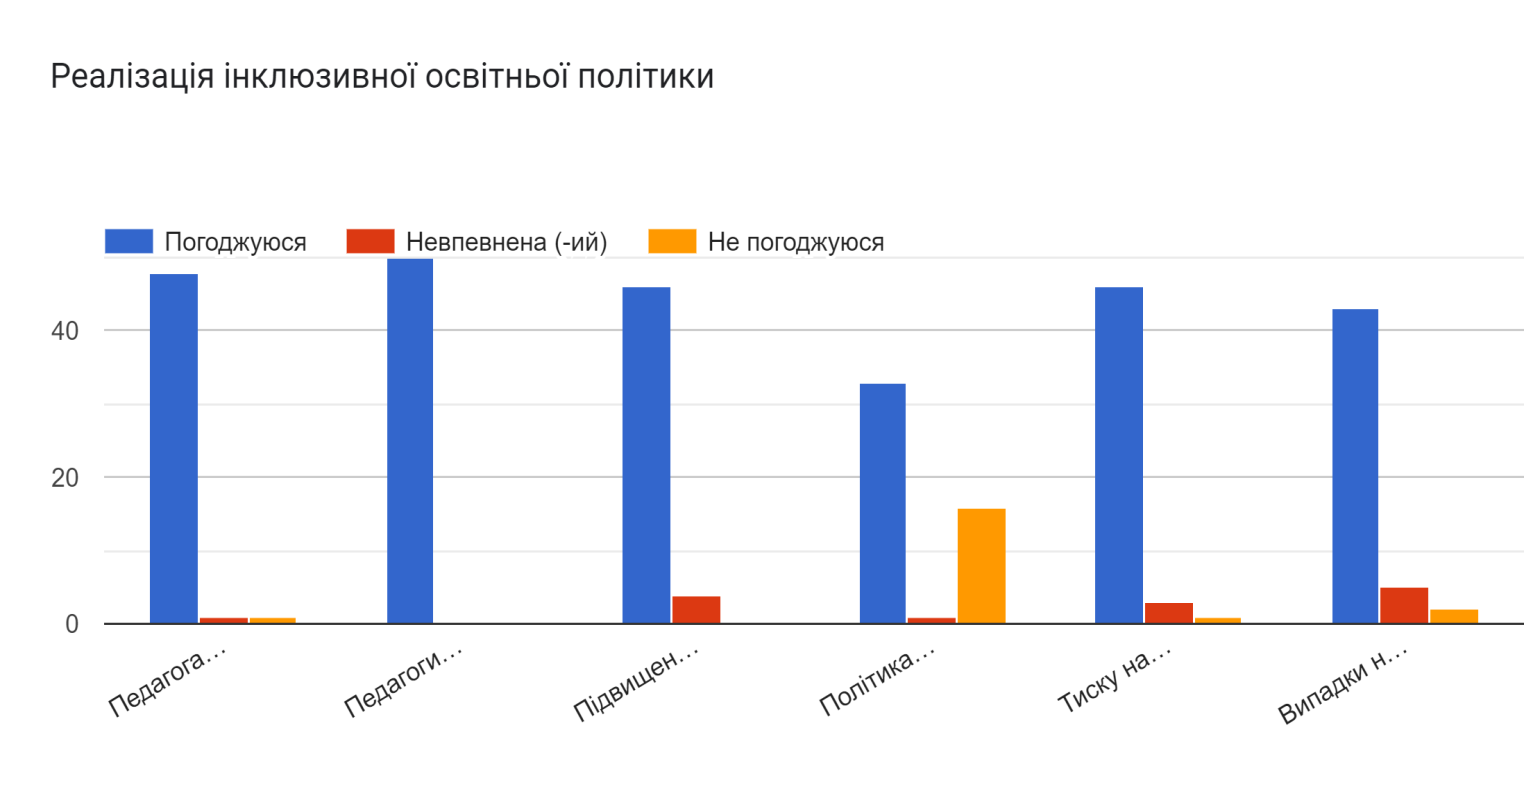 Реалізація інклюзивної освітньої політики
Погоджуюся Невпевнена (-ий) Не погоджуюся
40
20
0
Педагога...
Педагоги...
Підвищен...
Політика...
Тиску на...
Випадки н...